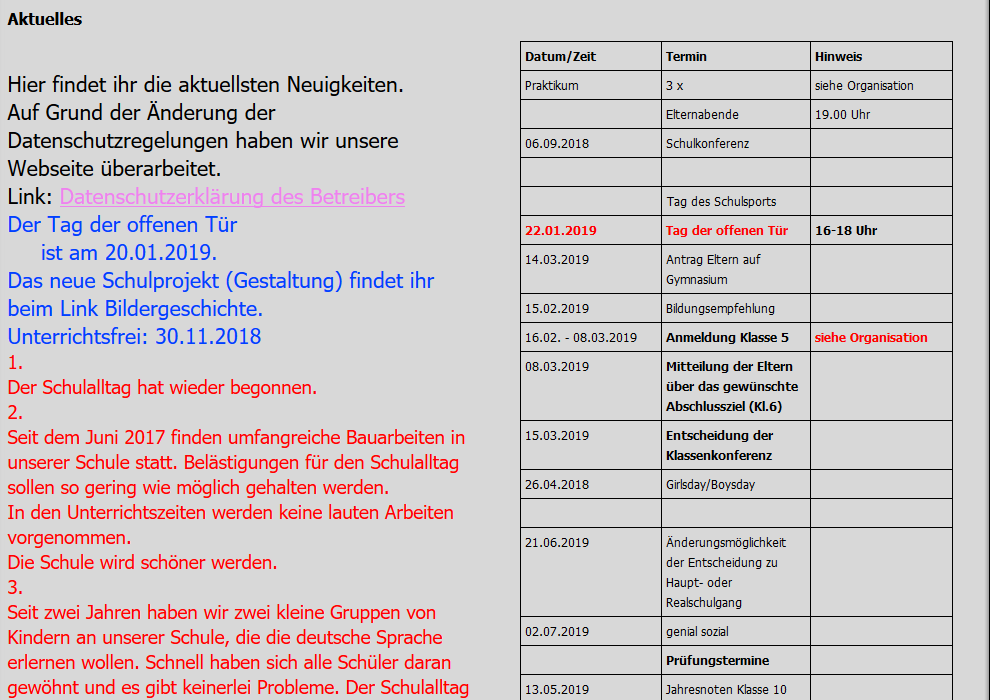 Aktuelles
Hier findet ihr die aktuellsten Neuigkeiten.
Auf Grund der Änderung der
Datenschutzregelungen haben wir unsere
Webseite überarbeitet.
Link: Datenschutzerklärung des Betreibers
Der Tag der offenen Tür
ist am 20.01.2019.
Das neue Schulprojekt (Gestaltung) findet ihr
beim Link Bildergeschichte.
Unterrichtsfrei: 30.11.2018
1.
Der Schulalltag hat wieder begonnen.
2.
Seit dem Juni 2017 finden umfangreiche Bauarbeiten in
unserer Schule statt. Belästigungen für den Schulalltag
sollen so gering wie möglich gehalten werden.
In den Unterrichtszeiten werden keine lauten Arbeiten
vorgenommen.
Die Schule wird schöner werden.
3.
Seit zwei Jahren haben wir zwei kleine Gruppen von
Kindern an unserer Schule, die die deutsche Sprache
erlernen wollen. Schnell haben sich alle Schüler daran
gewöhnt und es gibt keinerlei Probleme. Der Schulalltag
Datum/Zeit Termin Hinweis
Praktikum 3 x siehe Organisation
Elternabende 19.00 Uhr
06.09.2018 Schulkonferenz
Tag des Schulsports
22.01.2019 Tag der offenen Tür 16-18 Uhr
14.03.2019 Antrag Eltern auf
Gymnasium
15.02.2019 Bildungsempfehlung
16.02. - 08.03.2019 Anmeldung Klasse 5 siehe Organisation
08.03.2019 Mitteilung der Eltern
über das gewünschte
Abschlussziel (Kl.6)
15.03.2019 Entscheidung der
Klassenkonferenz
26.04.2018 Girlsday/Boysday
21.06.2019 Änderungsmöglichkeit
der Entscheidung zu
Haupt- oder
Realschulgang
02.07.2019 genial sozial
Prüfungstermine
13.05.2019 Jahresnoten Klasse 10